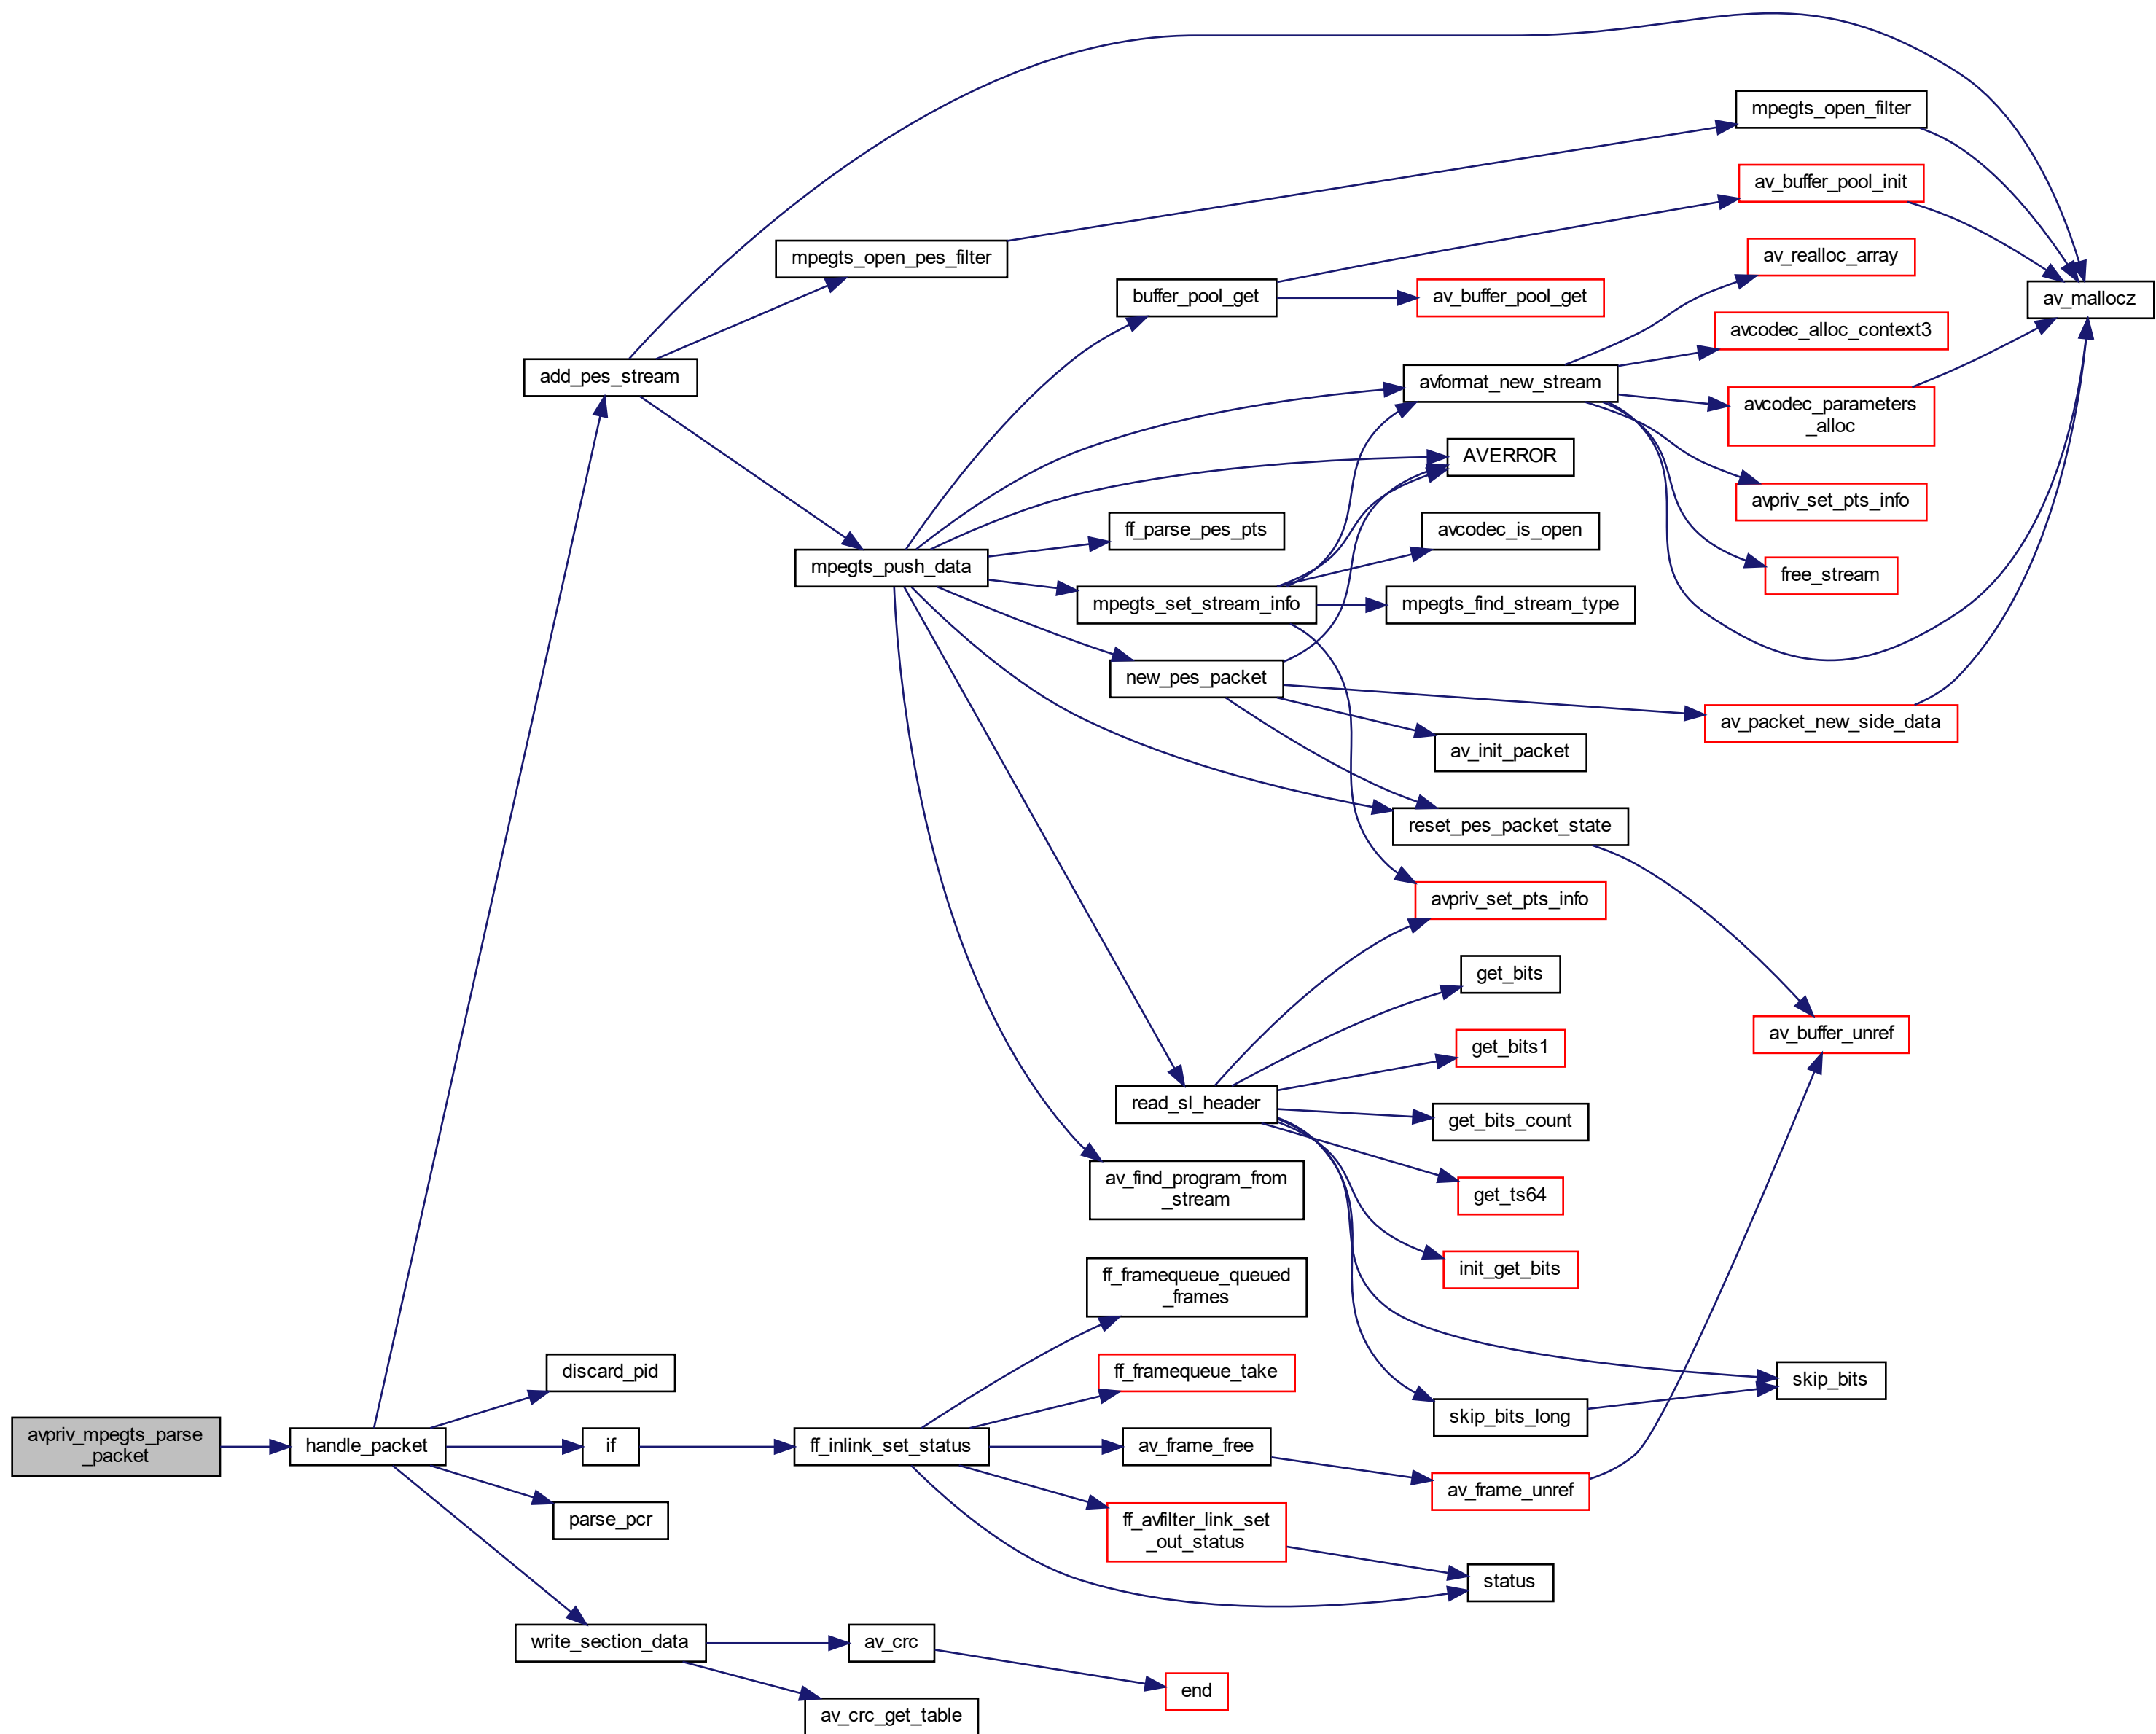 mpegts_open_filter
av_buffer_pool_init
mpegts_open_pes_filter
av_realloc_array
buffer_pool_get
av_buffer_pool_get
av_mallocz
avcodec_alloc_context3
add_pes_stream
avformat_new_stream
avcodec_parameters
_alloc
AVERROR
avpriv_set_pts_info
ff_parse_pes_pts
avcodec_is_open
mpegts_push_data
free_stream
mpegts_set_stream_info
mpegts_find_stream_type
new_pes_packet
av_packet_new_side_data
av_init_packet
reset_pes_packet_state
avpriv_set_pts_info
get_bits
av_buffer_unref
get_bits1
read_sl_header
get_bits_count
av_find_program_from
_stream
get_ts64
init_get_bits
ff_framequeue_queued
_frames
discard_pid
ff_framequeue_take
skip_bits
skip_bits_long
avpriv_mpegts_parse
_packet
handle_packet
if
ff_inlink_set_status
av_frame_free
av_frame_unref
parse_pcr
ff_avfilter_link_set
_out_status
status
write_section_data
av_crc
end
av_crc_get_table